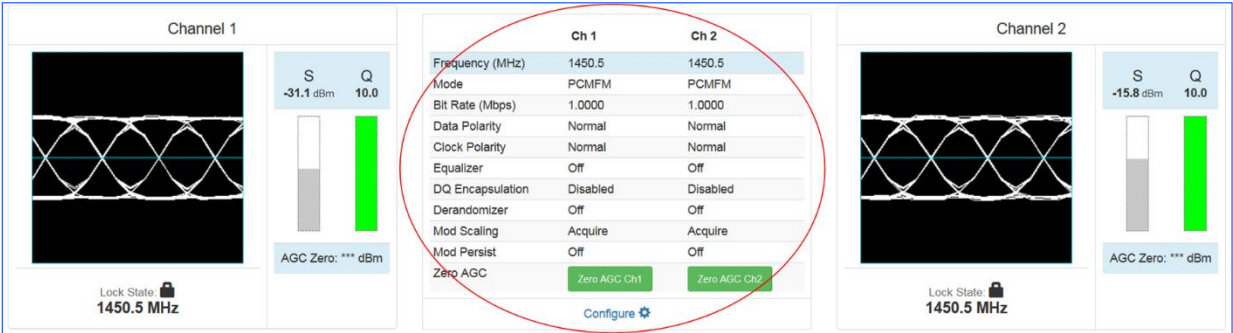 Channel 1
S Q
-31.1 dBm 10.0
AGC Zero: *** dBm
Lock State:
1450.5 MHz
Ch 1 Ch 2
Frequency (MHz) 1450.5 1450.5
Mode PCMFM PCMFM
Bit Rate (Mbps) 1.0000 1.0000
Data Polarity Normal Normal
Clock Polarity Normal Normal
Equalizer Off Off
DQ Encapsulation Disabled Disabled
Derandomizer Off Off
Mod Scaling Acquire Acquire
Mod Persist Off Off
Zero AGC Zero AGC Ch1 Zero AGC Ch2
Configure
Channel 2
S Q
-15.8 dBm 10.0
AGC Zero: *** dBm
Lock State:
1450.5 MHz